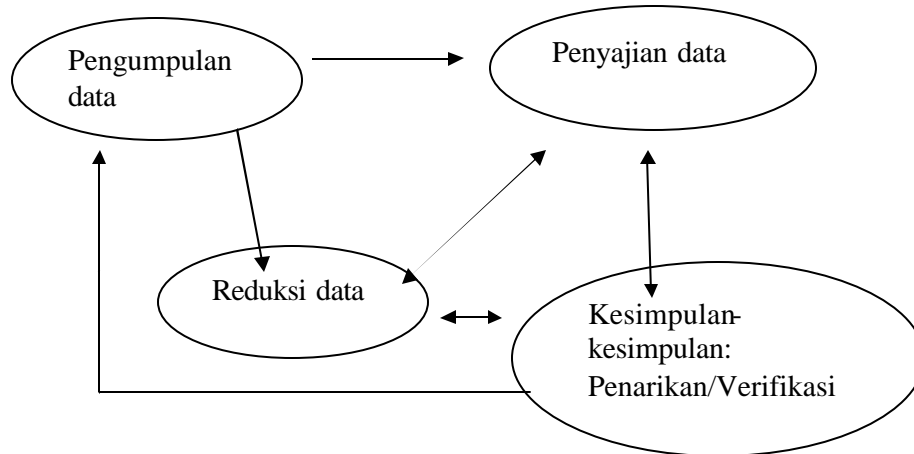 Pengumpulan
data
Penyajian data
Reduksi data
Kesimpulan-
kesimpulan:
Penarikan/Verifikasi